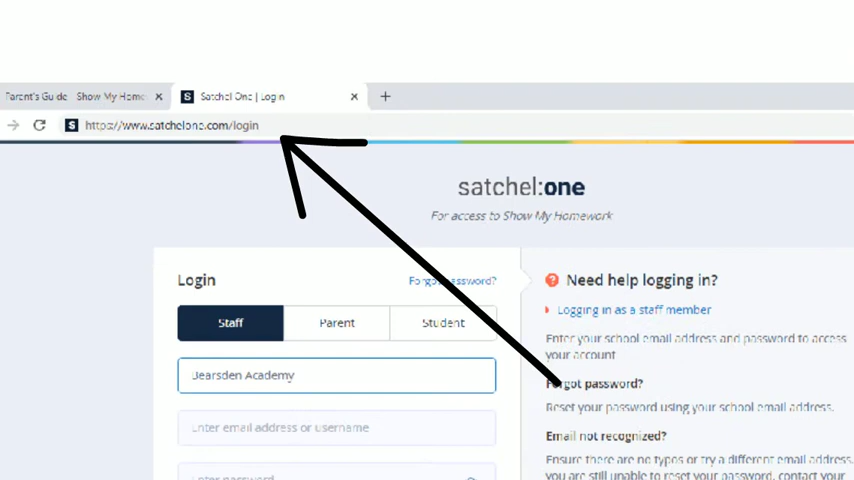 Parent's Guide - Show My Home
Satchel One | Login
https://www.satchelone.com/login
satchel:one
For access to Show My Homework
Login
Forgot password?
Staff
Parent
Student
Bearsden Academy
Enter email address or username
Enter password
Need help logging in?
Logging in as a staff member
Enter your school email address and password to access
your account
Forgot password?
Reset your password using your school email address.
Email not recognized?
Ensure there are no typos or try a different email address.
you are still unable to reset your password, contact your